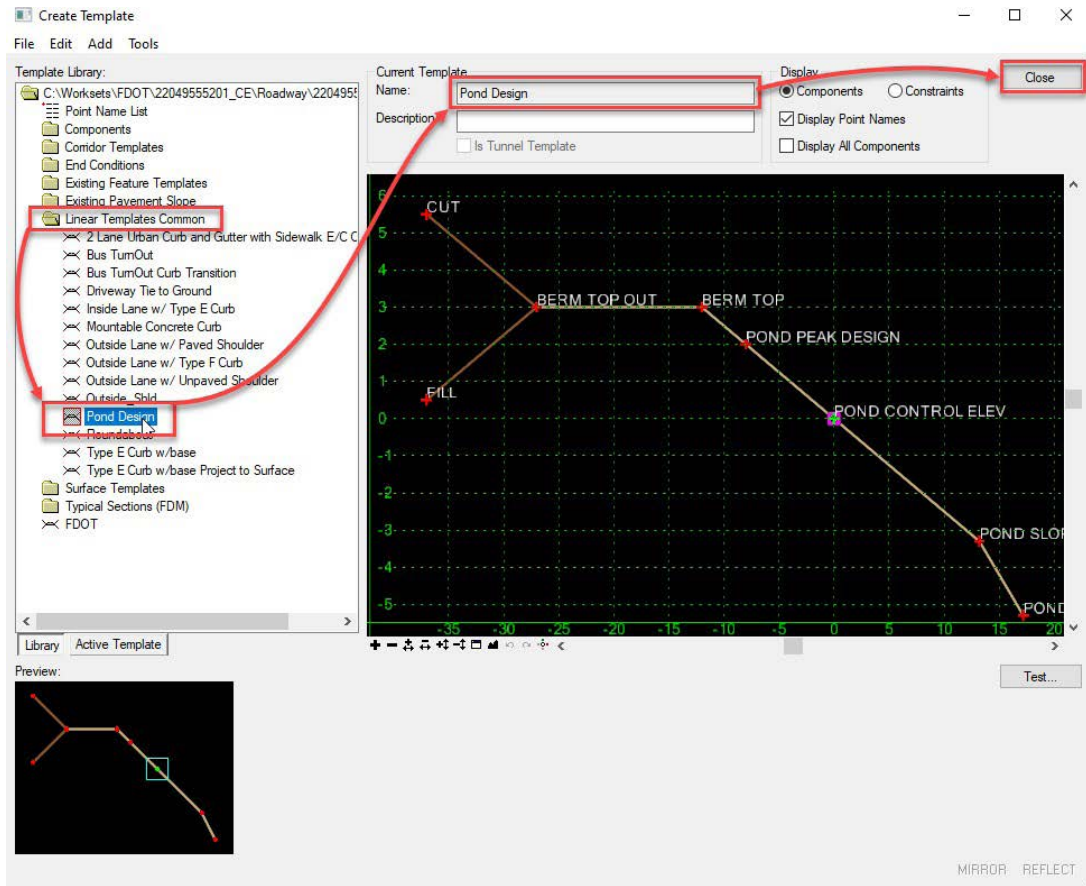 Create Template
File Edit Add Tools
Template Library:
C:\Worksets\FDOT\22049555201_CE\Roadway\2204955
Point Name List
Components
Corridor Templates
End Conditions
Existing Feature Templates
Existing Pavement Slope
Linear Templates Common
2 Lane Urban Curb and Gutter with Sidewalk E/C C
Bus TurnOut
Bus TurnOut Curb Transition
Driveway Tie to Ground
Inside Lane w/ Type E Curb
Mountable Concrete Curb
Outside Lane w/ Paved Shoulder
Outside Lane w/ Type F Curb
Outside Lane w/ Unpaved Shoulder
Outside_Shld
Pond Design
Roundabout
Type E Curb w/base
Type E Curb w/base Project to Surface
Surface Templates
Typical Sections (FDM)
FDOT
Library Active Template
Preview:
Current Template
Name: Pond Design
Description:
Is Tunnel Template
Display
Components Constraints
Display Point Names
Display All Components
Close
6
CUT
5
4
3 BERM TOP OUT BERM TOP
2 POND PEAK DESIGN
1
FILL
0 POND CONTROL ELEV
-1
-2
-3 POND SLOP
-4
-5 POND
-35 -30 -25 -20 -15 -10 -5 0 5 10 15 20
Test...
MIRROR REFLECT